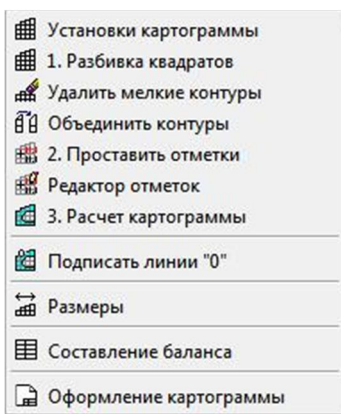 Установки картограммы
1. Разбивка квадратов
Удалить мелкие контуры
Объединить контуры
2. Проставить отметки
Редактор отметок
3. Расчет картограммы
Подписать линии "0"
Размеры
Составление баланса
Оформление картограммы